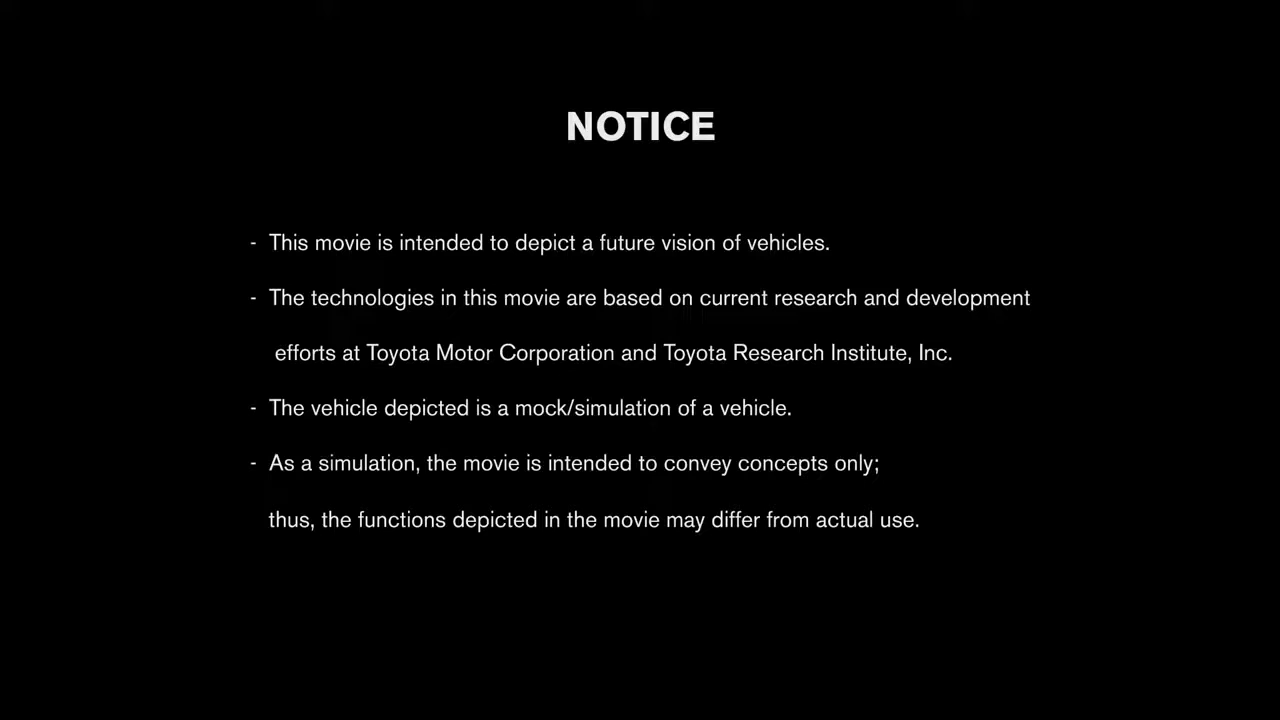 NOTICE
- This movie is intended to depict a future vision of vehicles.
- The technologies in this movie are based on current research and development
efforts at Toyota Motor Corporation and Toyota Research Institute, Inc.
- The vehicle depicted is a mock/simulation of a vehicle.
- As a simulation, the movie is intended to convey concepts only;
thus, the functions depicted in the movie may differ from actual use.